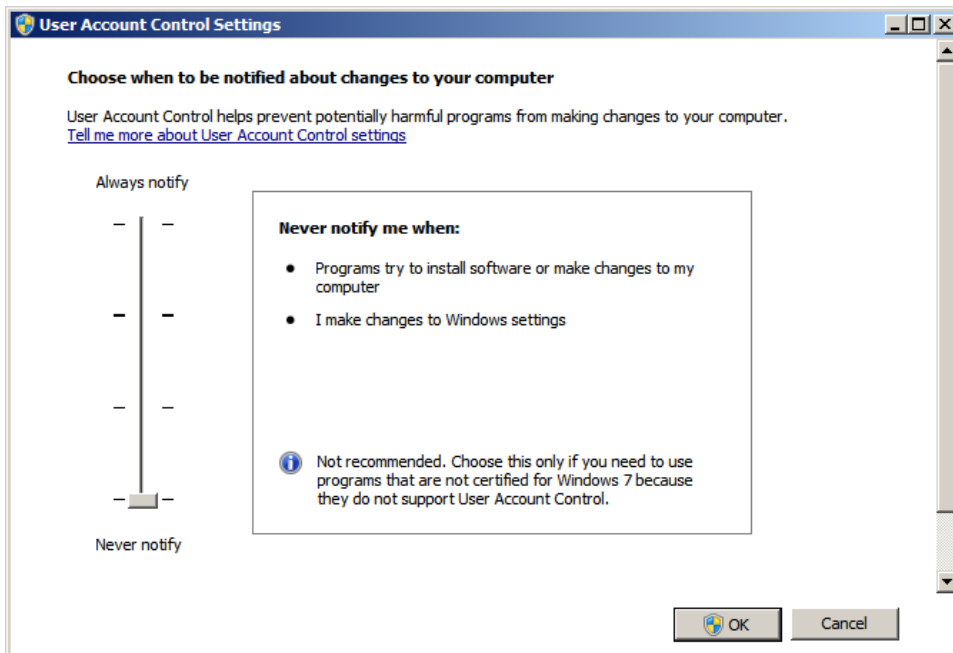 User Account Control Settings
Choose when to be notified about changes to your computer
User Account Control helps prevent potentially harmful programs from making changes to your computer.
Tell me more about User Account Control settings
Always notify
Never notify me when:
Programs try to install software or make changes to my
computer
I make changes to Windows settings
Not recommended. Choose this only if you need to use
programs that are not certified for Windows 7 because
they do not support User Account Control.
Never notify
OK
Cancel